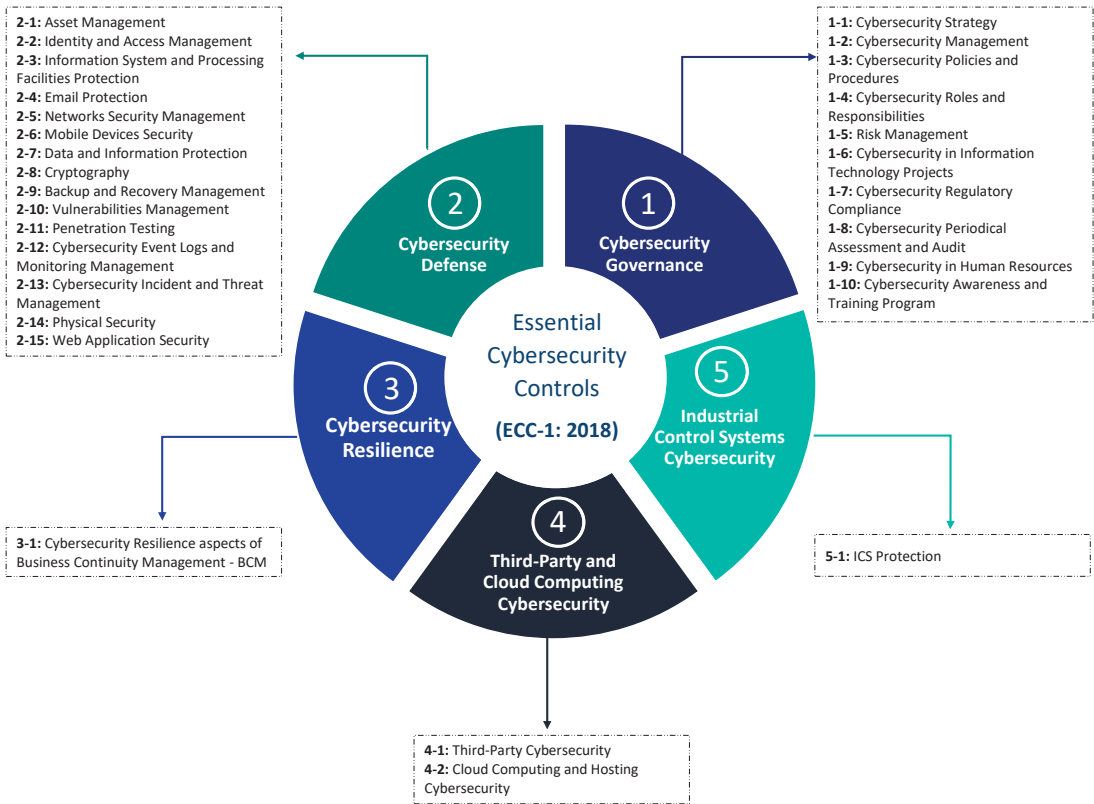 2-1: Asset Management
2-2: Identity and Access Management
2-3: Information System and Processing
Facilities Protection
2-4: Email Protection
2-5: Networks Security Management
2-6: Mobile Devices Security
2-7: Data and Information Protection
2-8: Cryptography
2-9: Backup and Recovery Management
2-10: Vulnerabilities Management
2-11: Penetration Testing
2-12: Cybersecurity Event Logs and
Monitoring Management
2-13: Cybersecurity Incident and Threat
Management
2-14: Physical Security
2-15: Web Application Security
1-1: Cybersecurity Strategy
1-2: Cybersecurity Management
1-3: Cybersecurity Policies and
Procedures
1-4: Cybersecurity Roles and
Responsibilities
1-5: Risk Management
1-6: Cybersecurity in Information
Technology Projects
1-7: Cybersecurity Regulatory
Compliance
1-8: Cybersecurity Periodical
Assessment and Audit
1-9: Cybersecurity in Human Resources
1-10: Cybersecurity Awareness and
Training Program
2
Cybersecurity
Defense
1
Cybersecurity
Governance
Essential
Cybersecurity
Controls
(ECC-1: 2018)
3
Cybersecurity
Resilience
5
Industrial
Control Systems
Cybersecurity
4
Third-Party and
Cloud Computing
Cybersecurity
3-1: Cybersecurity Resilience aspects of
Business Continuity Management - BCM
5-1: ICS Protection
4-1: Third-Party Cybersecurity
4-2: Cloud Computing and Hosting
Cybersecurity